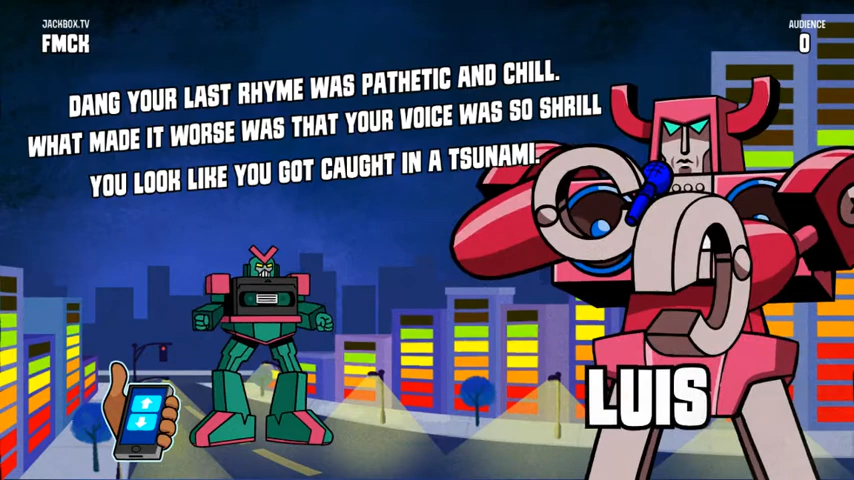 JACKBOX.TV
FMCK
AUDIENCE
0
DANG YOUR LAST RHYME WAS PATHETIC AND CHILL.
WHAT MADE IT WORSE WAS THAT YOUR VOICE WAS SO SHRILL
YOU LOOK LIKE YOU GOT CAUGHT IN A TSUNAMI.
LUIS